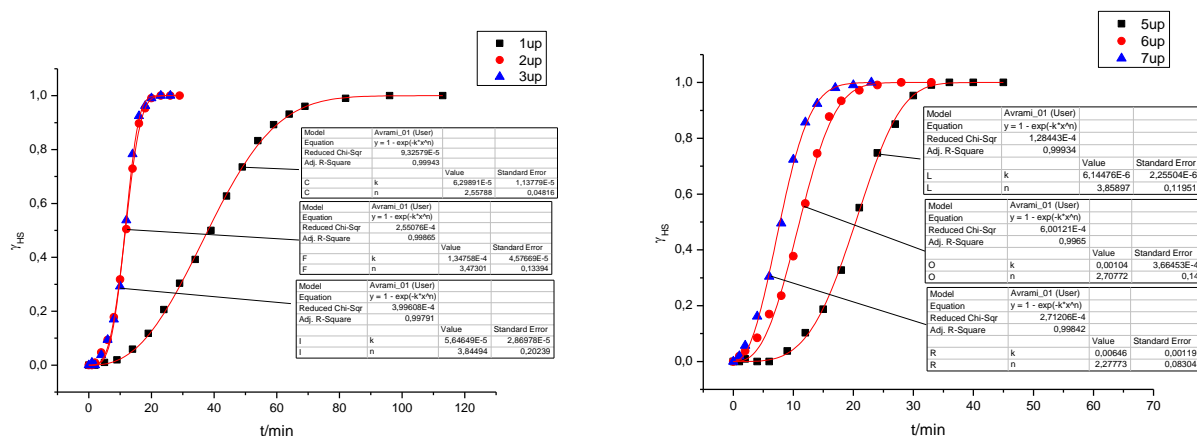 1up
2up
3up
1,0
0,8
0,6
0,4
0,2
0,0
γHS
0 20 40 60 80 100 120
t/min
Model Avrami_01 (User)
Equation y = 1 - exp(-k*x^n)
Reduced Chi-Sqr 9,32579E-5
Adj. R-Square 0,99943
Value Standard Error
C k 6,29891E-5 1,13779E-5
C n 2,55788 0,04816
Model Avrami_01 (User)
Equation y = 1 - exp(-k*x^n)
Reduced Chi-Sqr 2,55076E-4
Adj. R-Square 0,99865
Value Standard Error
F k 1,34758E-4 4,57669E-5
F n 3,47301 0,13394
Model Avrami_01 (User)
Equation y = 1 - exp(-k*x^n)
Reduced Chi-Sqr 3,99608E-4
Adj. R-Square 0,99791
Value Standard Error
I k 5,64649E-5 2,86978E-5
I n 3,84494 0,20239
5up
6up
7up
1,0
0,8
0,6
0,4
0,2
0,0
γHS
0 10 20 30 40 50 60 70
t/min
Model Avrami_01 (User)
Equation y = 1 - exp(-k*x^n)
Reduced Chi-Sqr 1,28443E-4
Adj. R-Square 0,99934
Value Standard Error
L k 6,14476E-6 2,25504E-6
L n 3,85897 0,11951
Model Avrami_01 (User)
Equation y = 1 - exp(-k*x^n)
Reduced Chi-Sqr 6,00121E-4
Adj. R-Square 0,9965
Value Standard Error
O k 0,00104 3,66453E-4
O n 2,70772 0,14
Model Avrami_01 (User)
Equation y = 1 - exp(-k*x^n)
Reduced Chi-Sqr 2,71206E-4
Adj. R-Square 0,99842
Value Standard Error
R k 0,00646 0,00119
R n 2,27773 0,08304